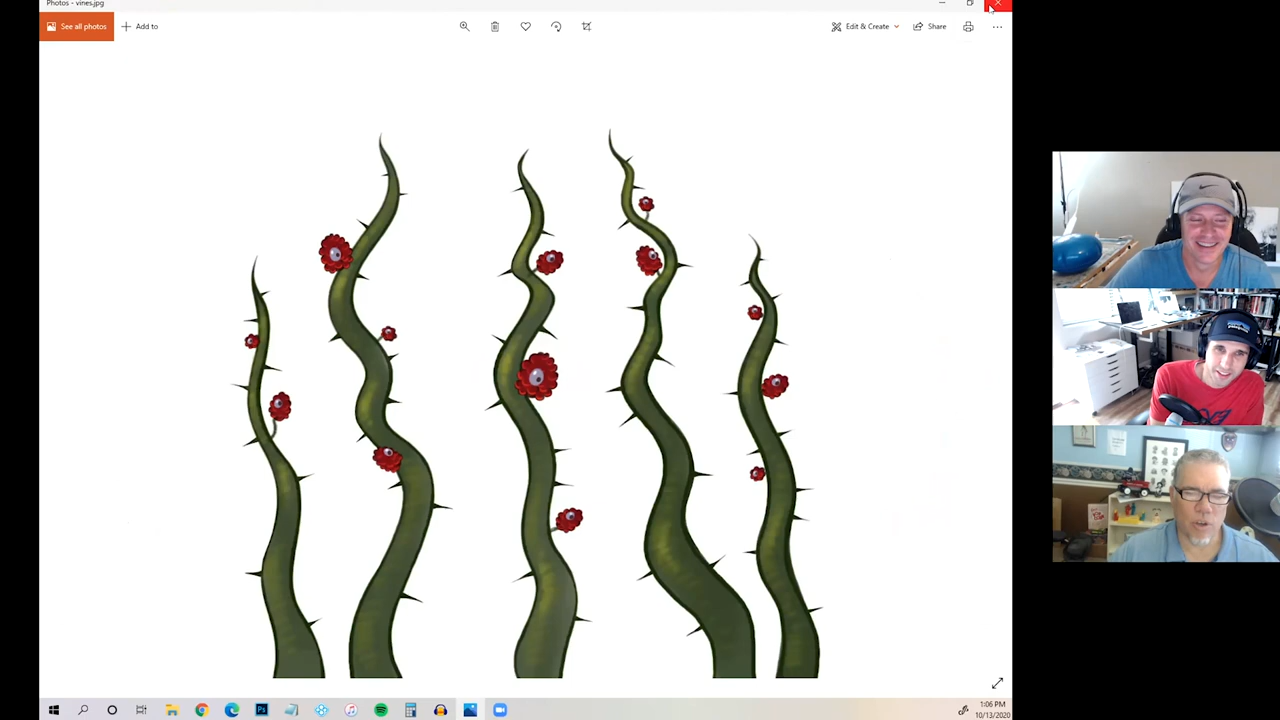 Photos - vines.jpg
See all photos
Add to
Edit & Create
Share
1:06 PM
10/13/2020